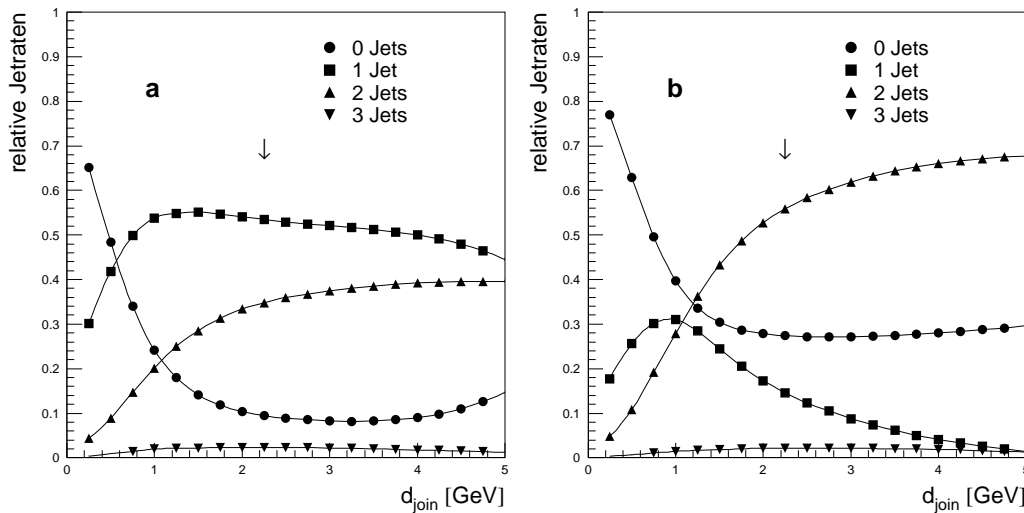 relative Jetraten
1
0.9
0.8
0.7
0.6
0.5
0.4
0.3
0.2
0.1
0
0 1 2 3 4 5
d_join [GeV]
a
0 Jets
1 Jet
2 Jets
3 Jets
relative Jetraten
1
0.9
0.8
0.7
0.6
0.5
0.4
0.3
0.2
0.1
0
0 1 2 3 4 5
d_join [GeV]
b
0 Jets
1 Jet
2 Jets
3 Jets